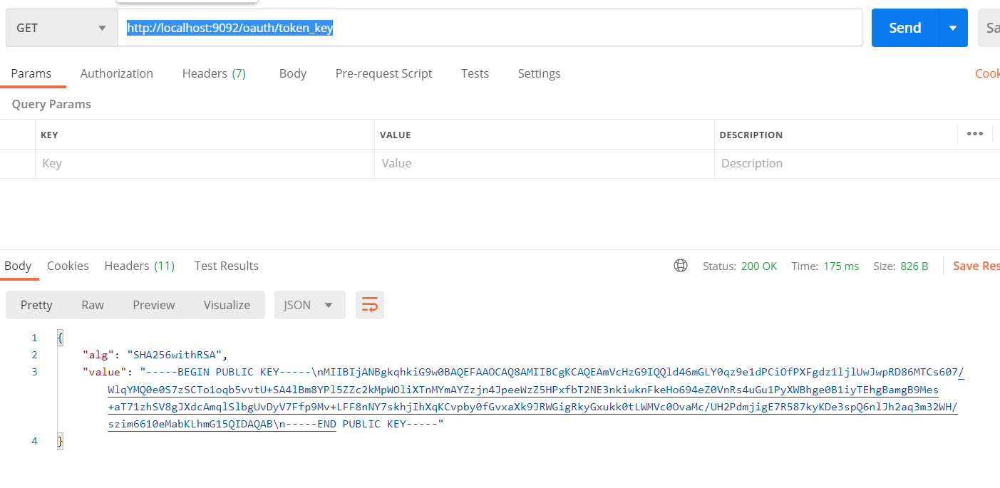 GET http://localhost:9092/oauth/token_key Send Sa
Params Authorization Headers (7) Body Pre-request Script Tests Settings Cook
Query Params
KEY VALUE DESCRIPTION •••
Key Value Description
Body Cookies Headers (11) Test Results Status: 200 OK Time: 175 ms Size: 826 B Save Res
Pretty Raw Preview Visualize JSON
1 {
2 "alg": "SHA256withRSA",
3 "value": "-----BEGIN PUBLIC KEY-----\nMIIBIjANBgkqhkiG9w0BAQEFAAOCAQ8AMIIBCgKCAQEAmVcHzG9IQQld46mGLY0qz9e1dPCiOfPXFgdz1ljlUwJwpRD86MTCs607/
WlqYMQ0e0S7zSCTo1oqb5vvtU+SA4lBm8YPl5ZZc2kMpWOliXTnMYmAYZzjn4JpeeWzZ5HPxfbT2NE3nkiwknFkeHo694eZ0VnRs4uGu1PyXWBhge0B1iyTEhgBamgB9Mes
+aT71zhSV8gJXdcAmqlSlbgUvDyV7Ffp9Mv+LFF8nNY7skhjIhXqKCvpby0fGvxaXk9JRWGigRkyGxukk0tLWMVc0OvaMc/UH2PdmjigE7R587kyKDe3spQ6nlJh2aq3m32WH/
szim6610eMabKLhmG15QIDAQAB\n-----END PUBLIC KEY-----"
4 }